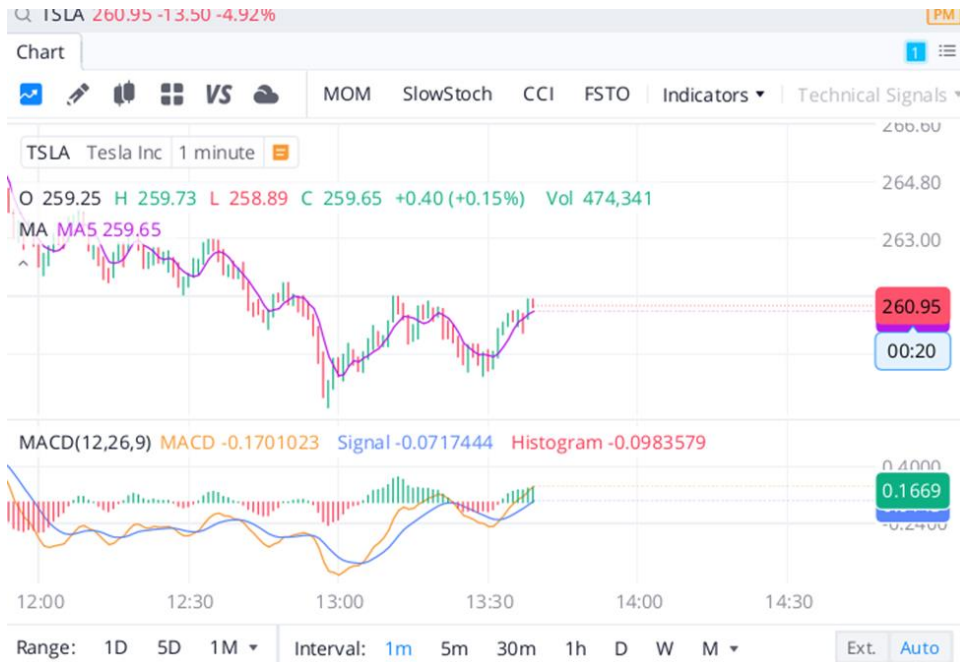 TSLA 260.95 -13.50 -4.92%
PM
Chart
1
VS MOM SlowStoch CCI FSTO Indicators Technical Signals
266.60
TSLA Tesla Inc 1 minute
264.80
O 259.25 H 259.73 L 258.89 C 259.65 +0.40 (+0.15%) Vol 474,341
MA MA5 259.65
263.00
260.95
00:20
MACD(12,26,9) MACD -0.1701023 Signal -0.0717444 Histogram -0.0983579
0.4000
0.1669
-0.2400
12:00 12:30 13:00 13:30 14:00 14:30
Range: 1D 5D 1M Interval: 1m 5m 30m 1h D W M Ext. Auto